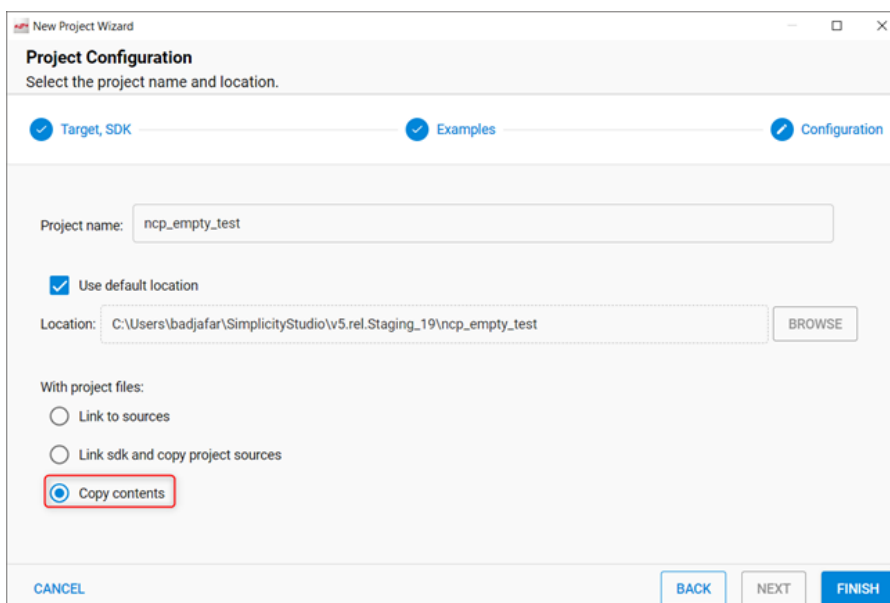 New Project Wizard
Project Configuration
Select the project name and location.
Target, SDK
Examples
Configuration
Project name:
ncp_empty_test
Use default location
Location:
C:\Users\badjafar\SimplicityStudio\v5.rel.Staging_19\ncp_empty_test
BROWSE
With project files:
Link to sources
Link sdk and copy project sources
Copy contents
CANCEL
BACK
NEXT
FINISH